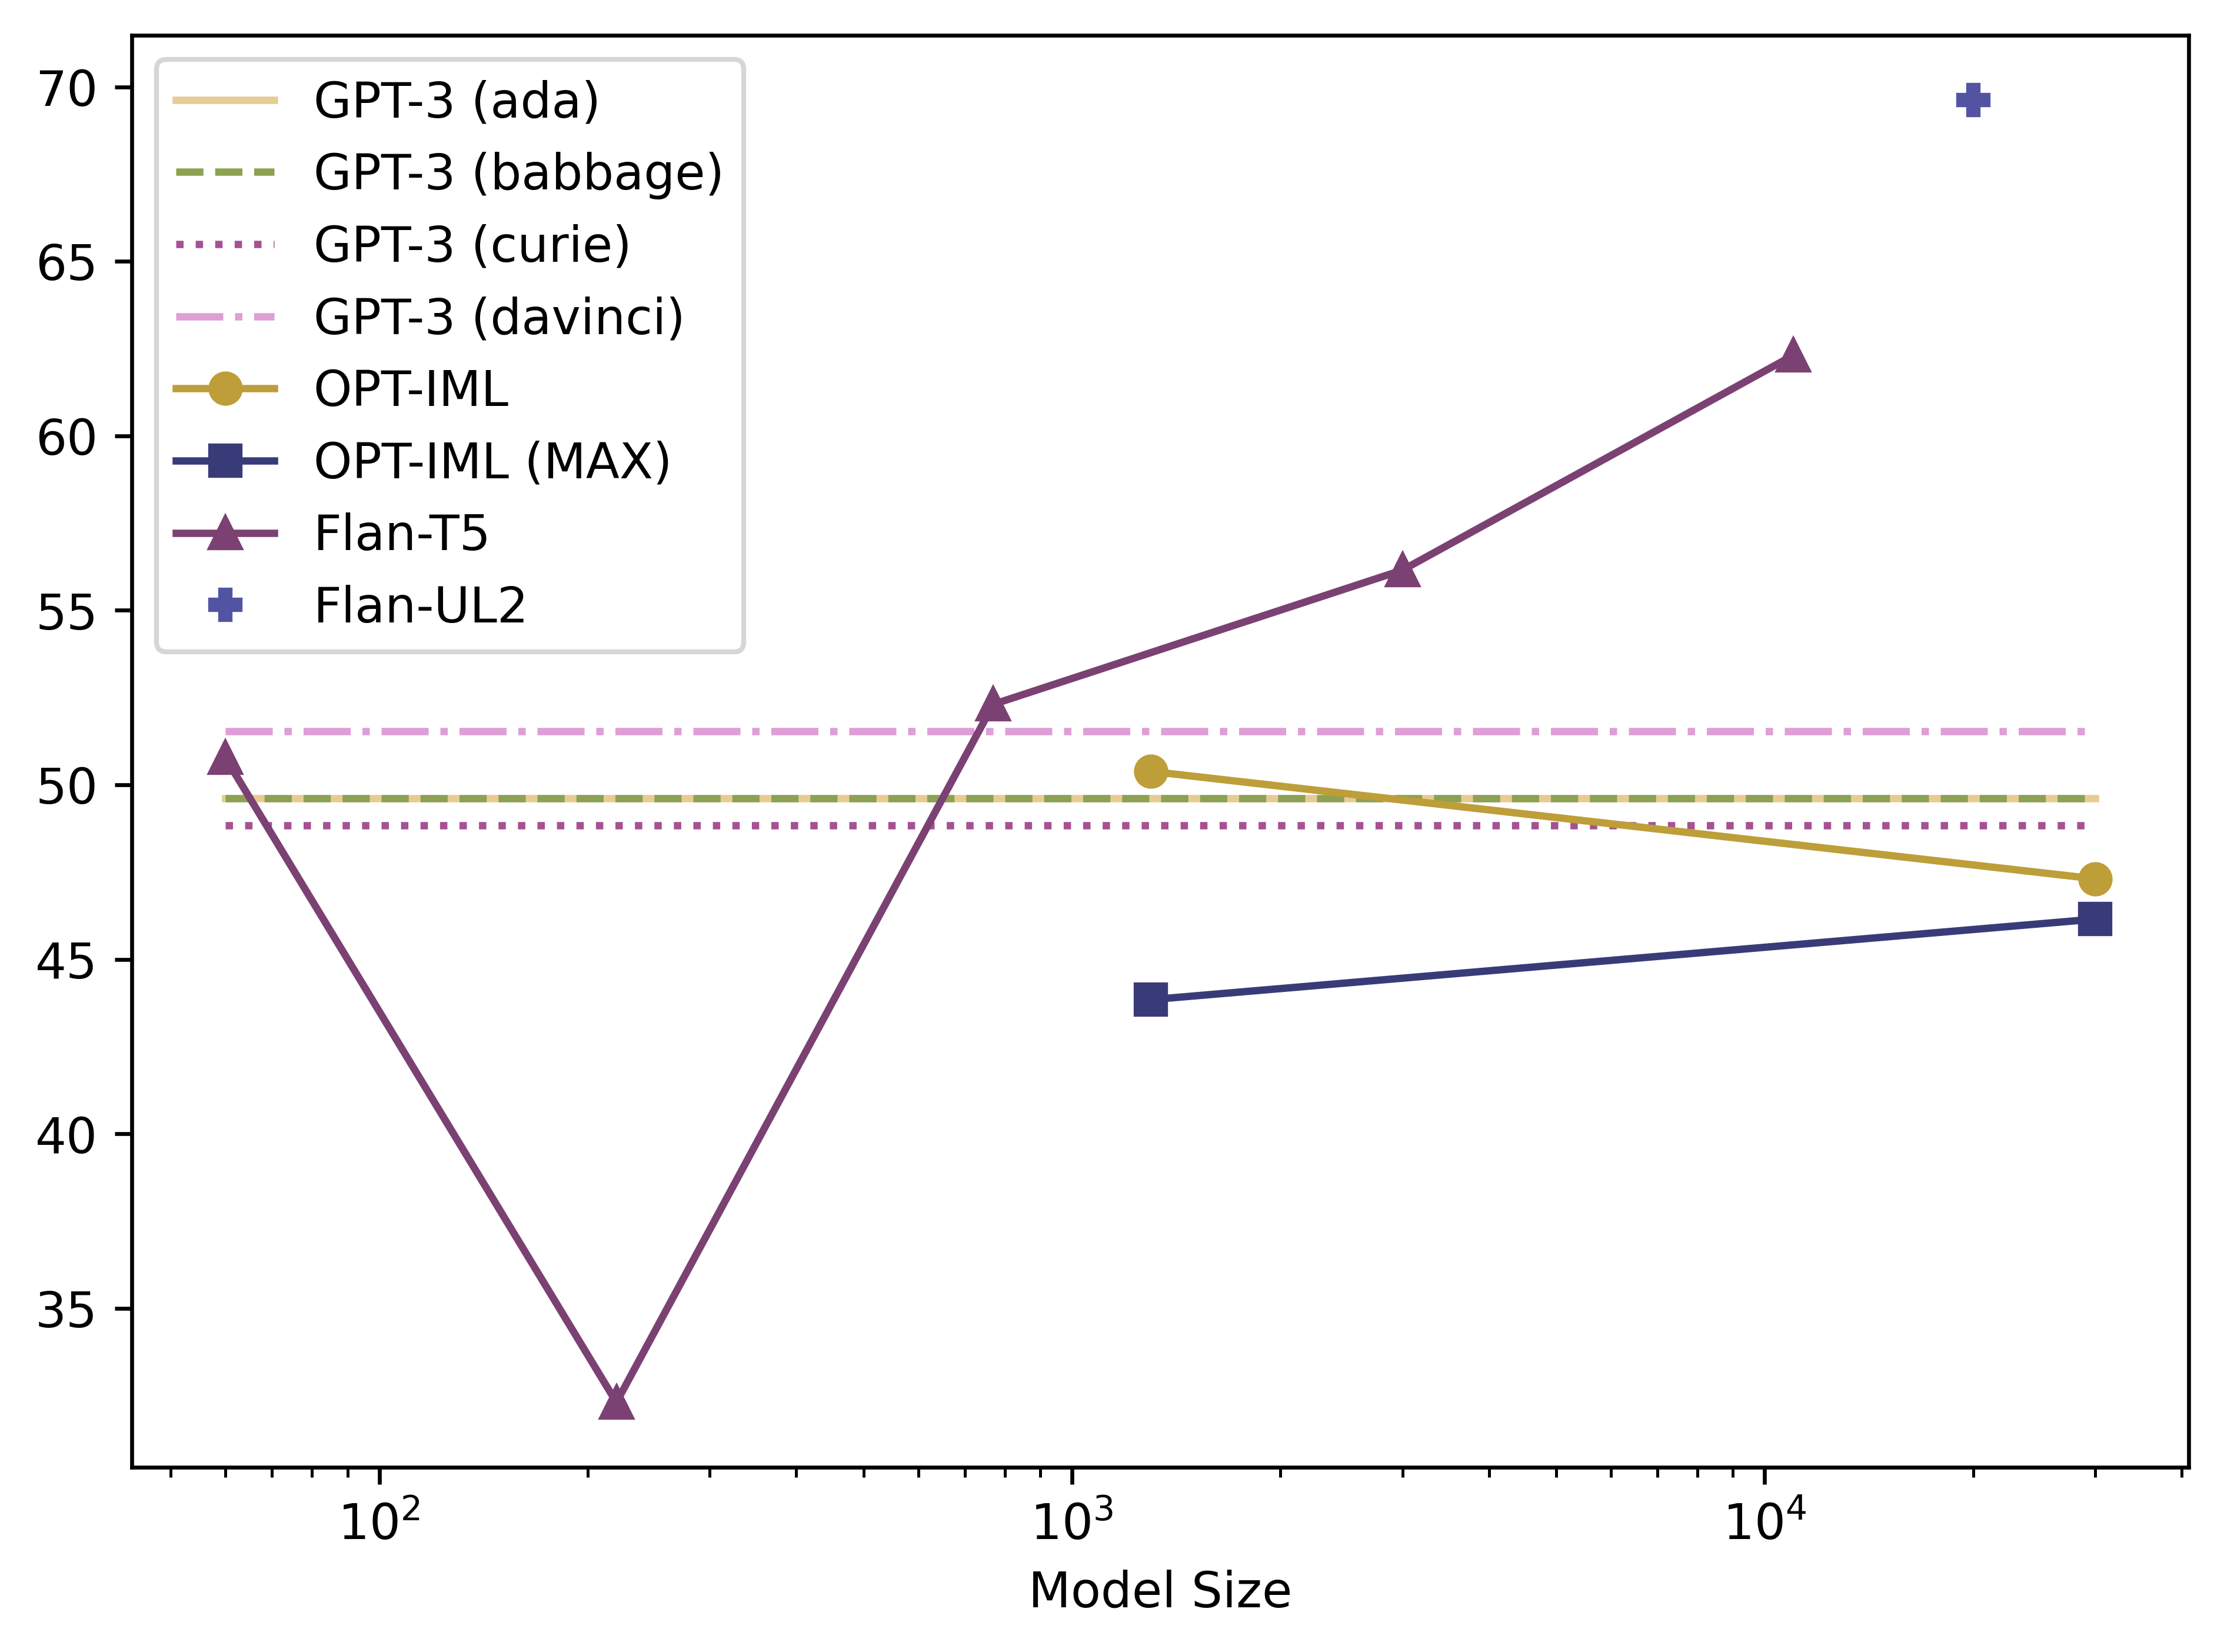 70
65
60
55
50
45
40
35
GPT-3 (ada)
GPT-3 (babbage)
GPT-3 (curie)
GPT-3 (davinci)
OPT-IML
OPT-IML (MAX)
Flan-T5
Flan-UL2
10² 10³ 10⁴
Model Size